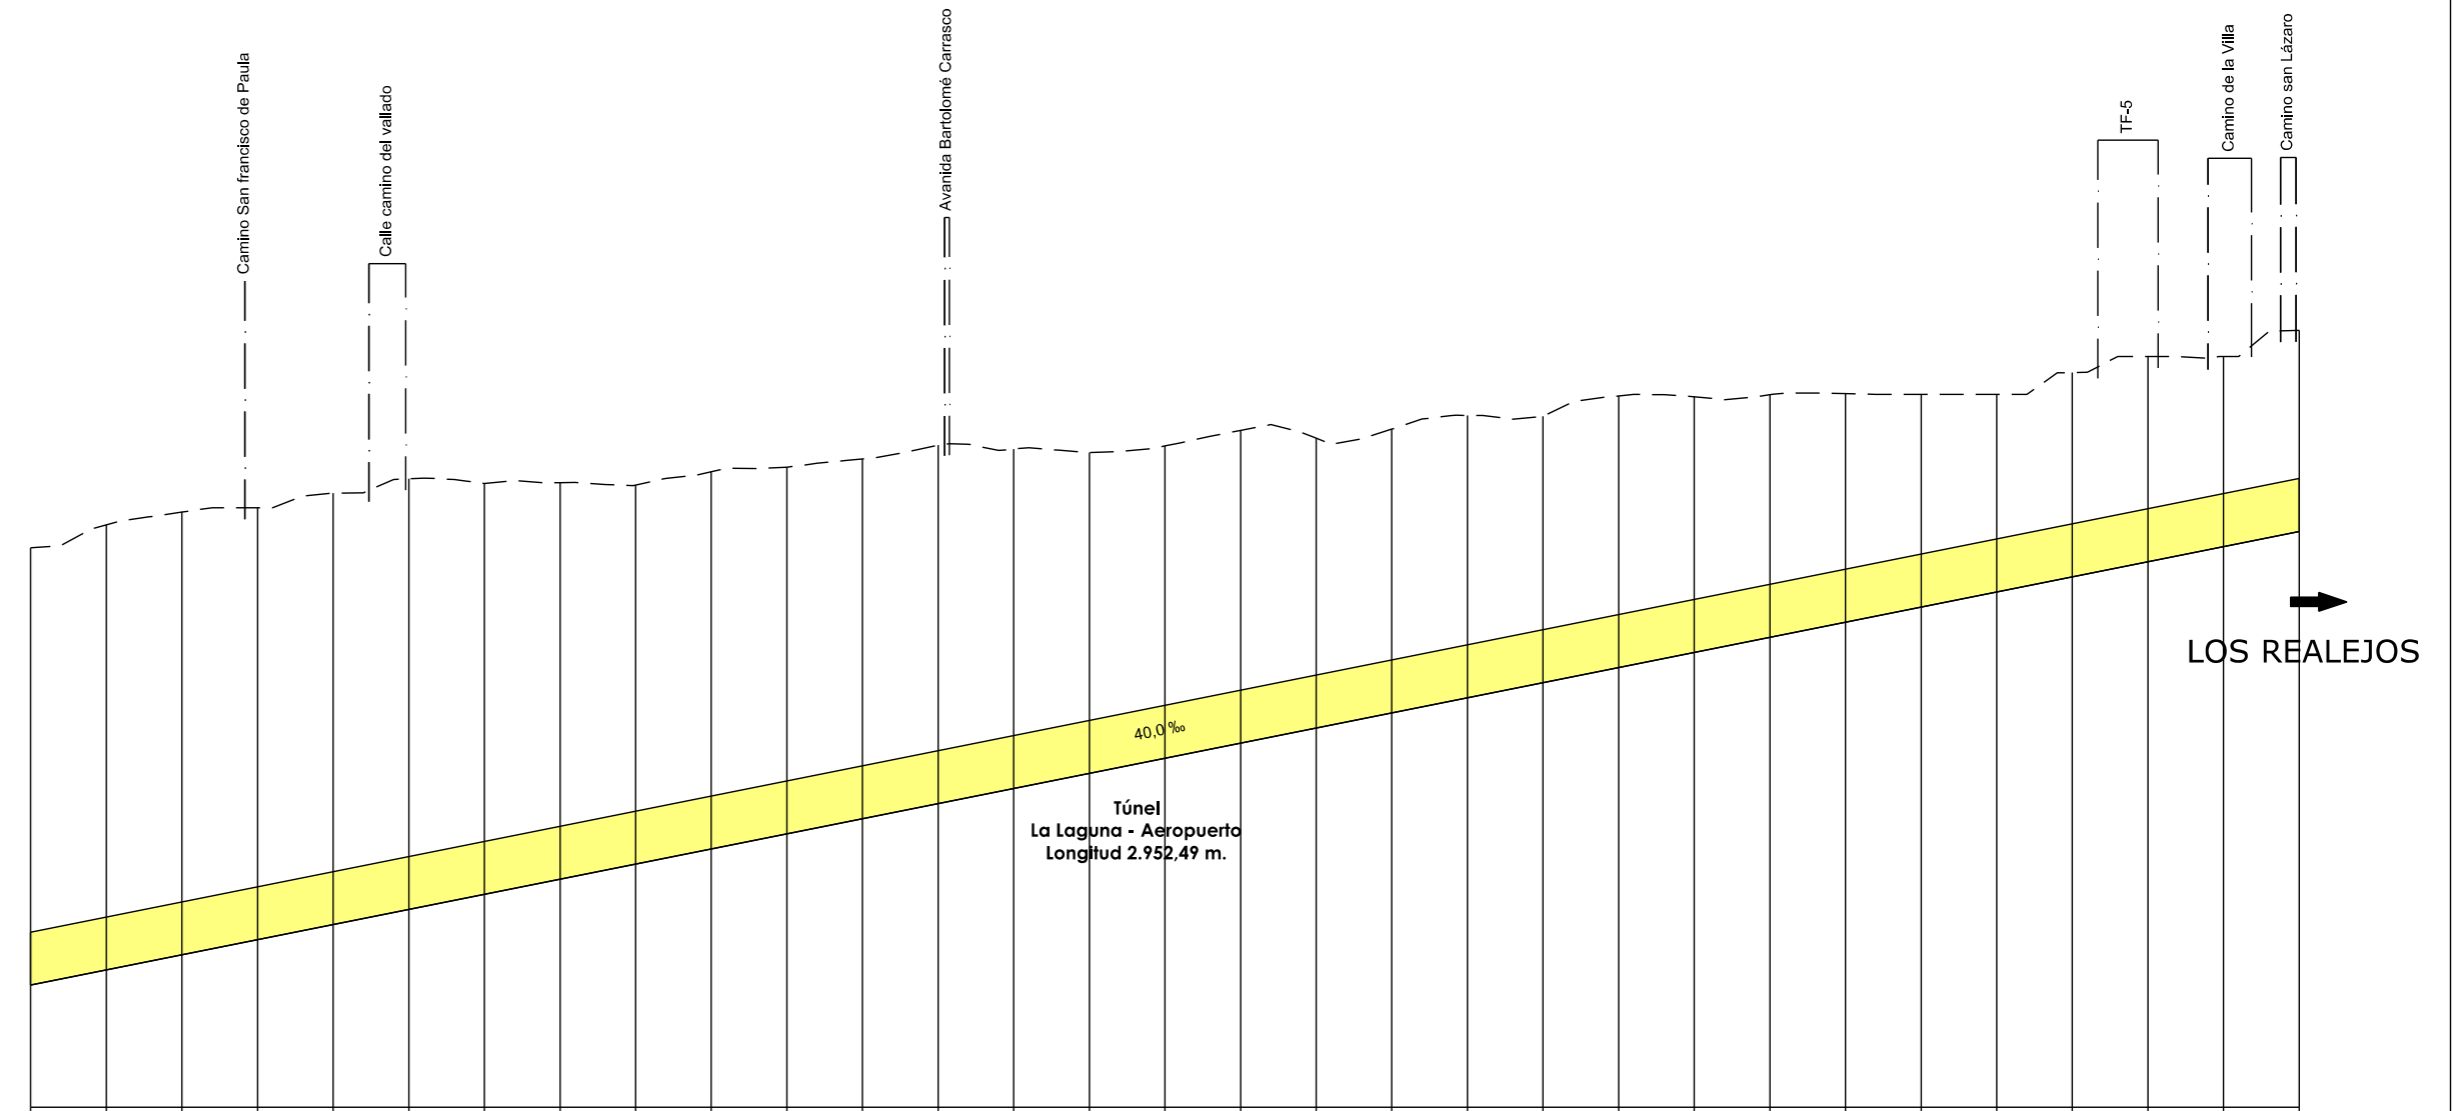 Camino San francisco de Paula
Calle camino del vallado
Avanida Bartolomé Carrasco
TF-5
Camino de la Villa
Camino san Lázaro
LOS REALEJOS
40,0 ‰
Túnel
La Laguna - Aeropuerto
Longitud 2.952,49 m.